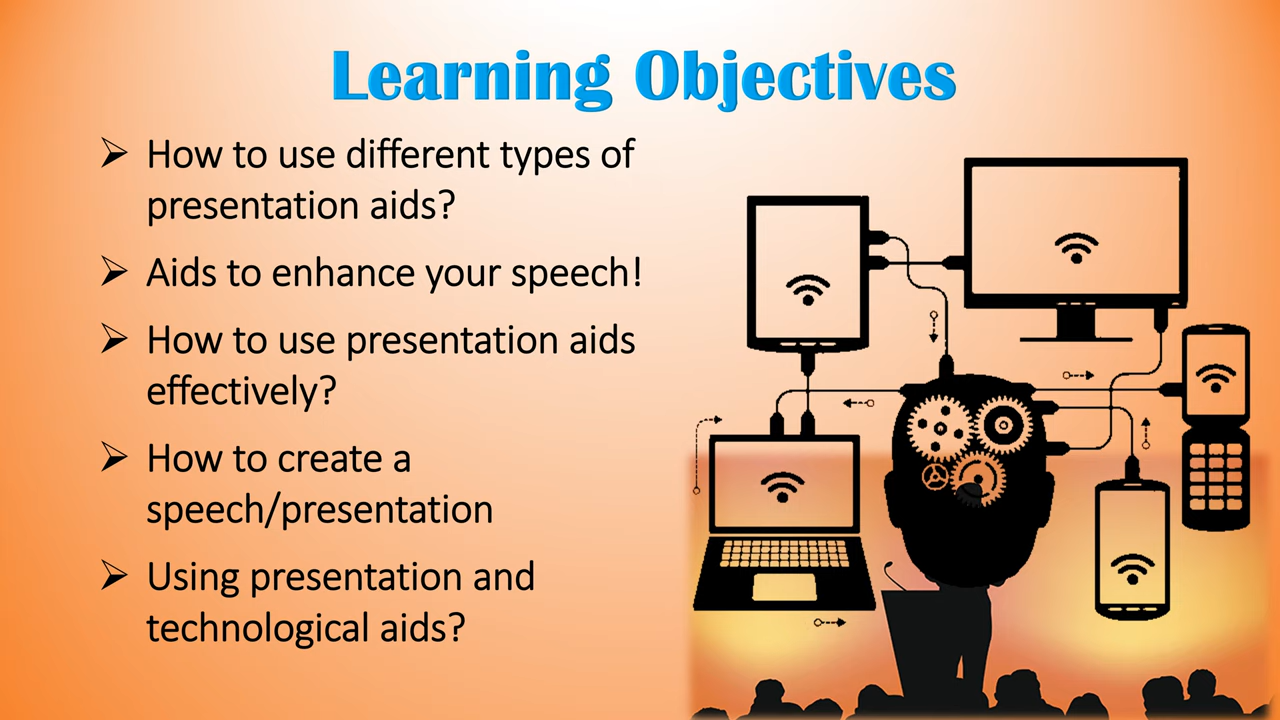 Learning Objectives
➢ How to use different types of
presentation aids?
➢ Aids to enhance your speech!
➢ How to use presentation aids
effectively?
➢ How to create a
speech/presentation
➢ Using presentation and
technological aids?